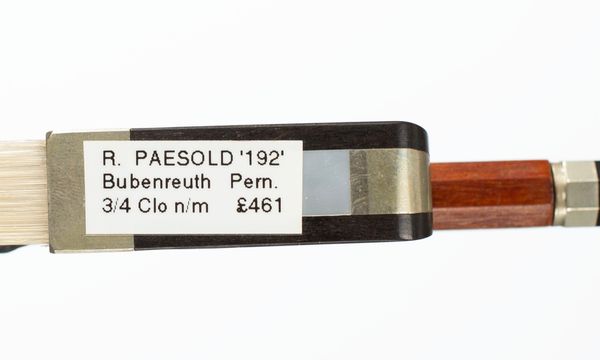 R. PAESOLD '192'
Bubenreuth Pern.
3/4 Clo n/m £461